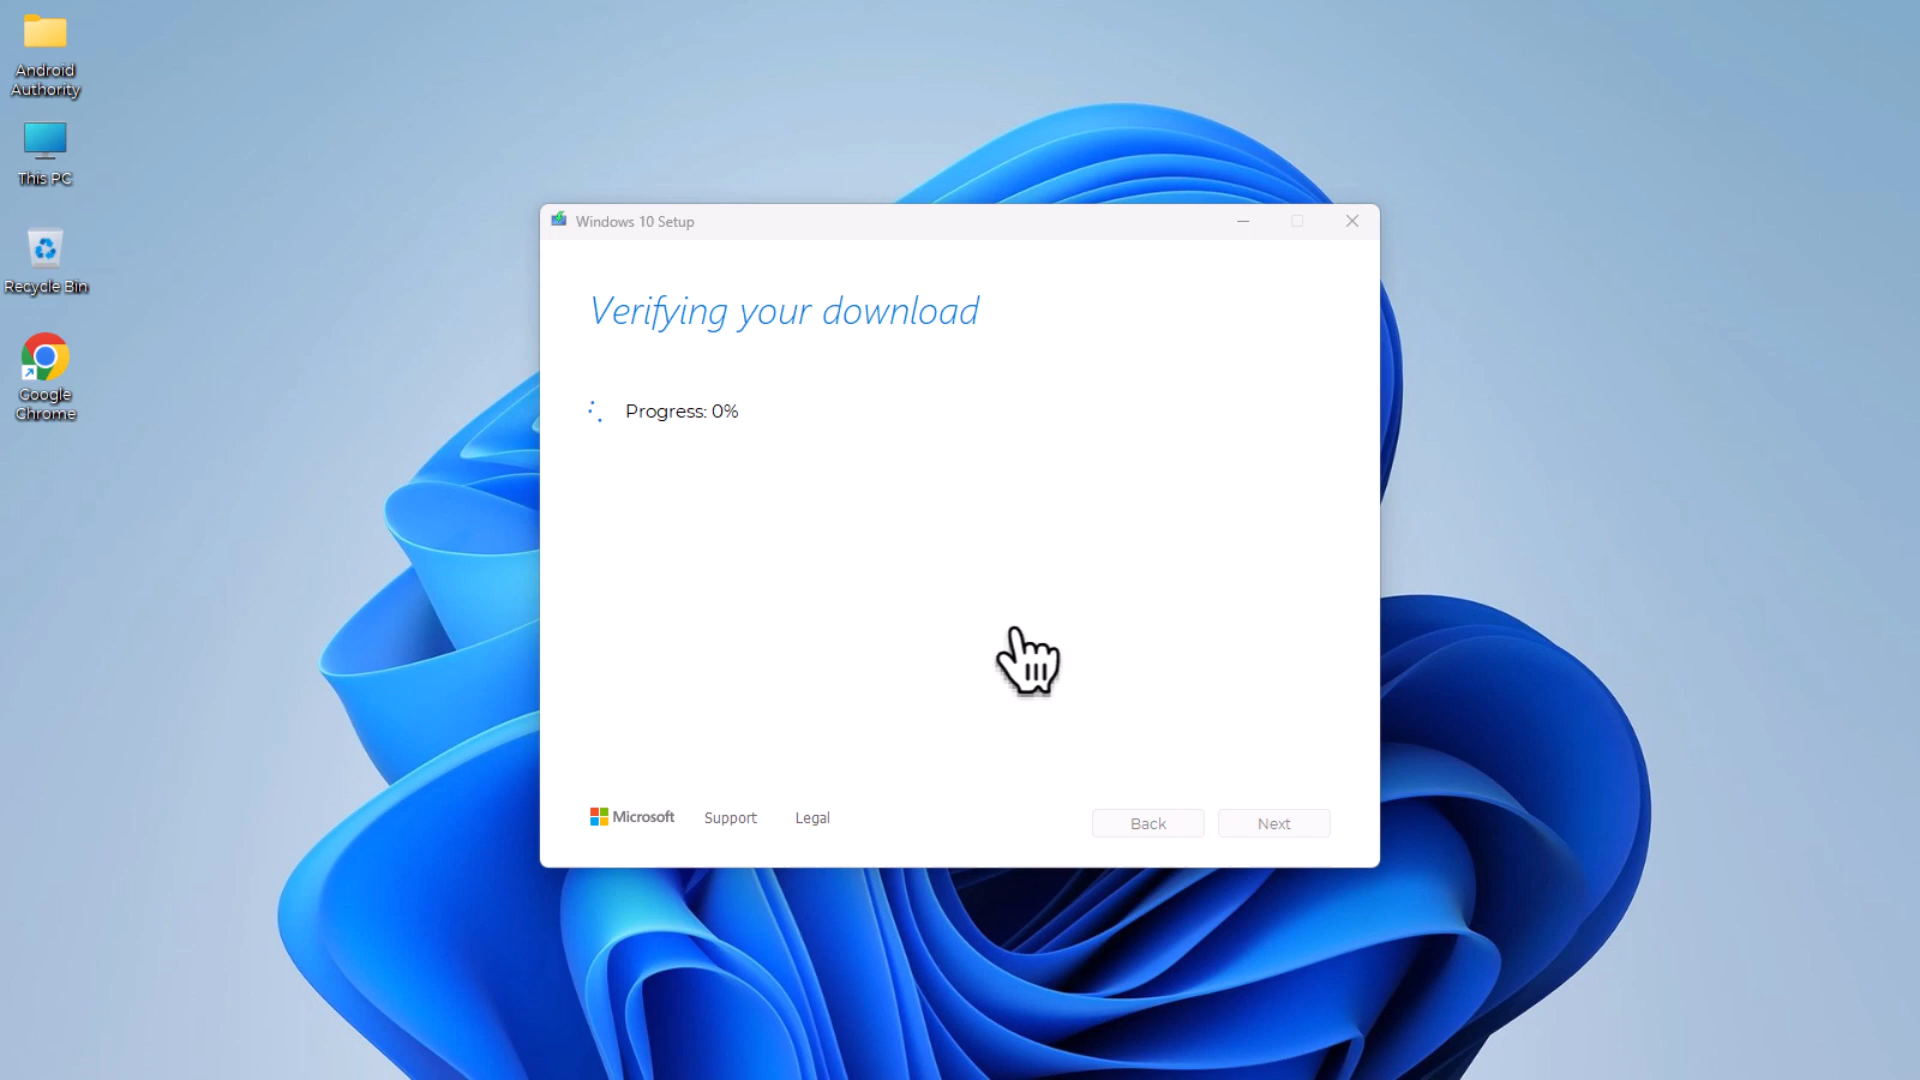 Android
Authority
This PC
Recycle Bin
Google
Chrome
Windows 10 Setup
Verifying your download
Progress: 0%
Microsoft
Support
Legal
Back
Next